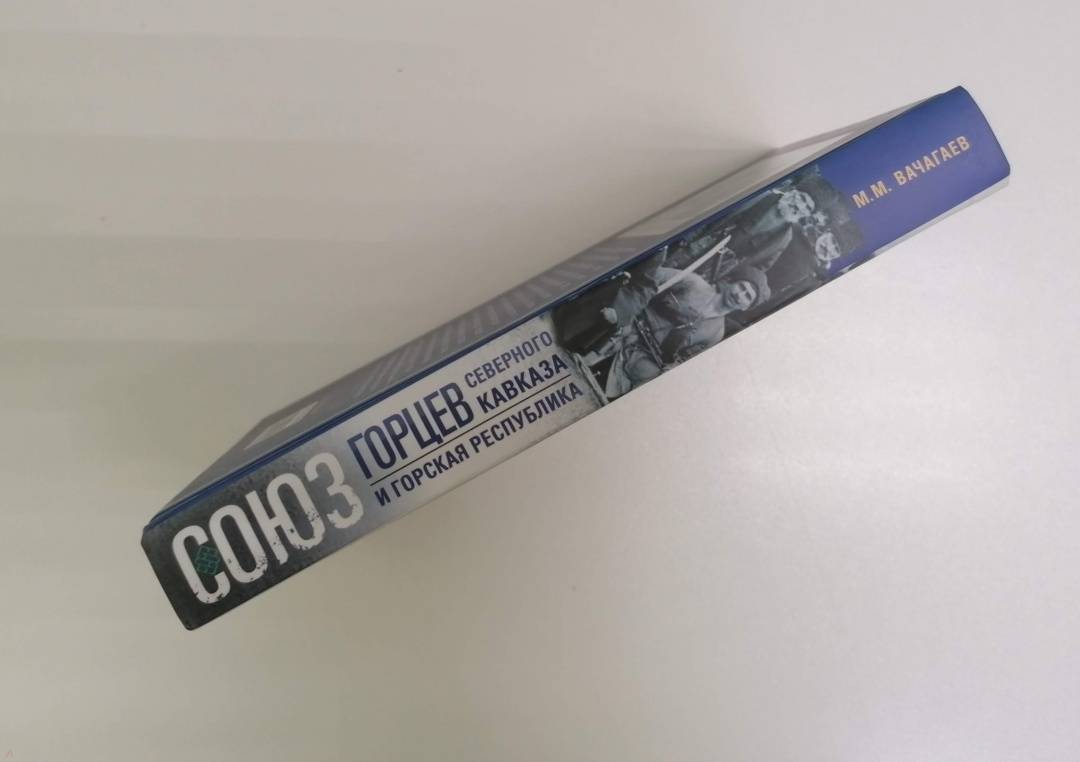 М.М. ВАЧАГАЕВ
СОЮЗ
ГОРЦЕВ
СЕВЕРНОГО
КАВКАЗА
И ГОРСКАЯ РЕСПУБЛИКА